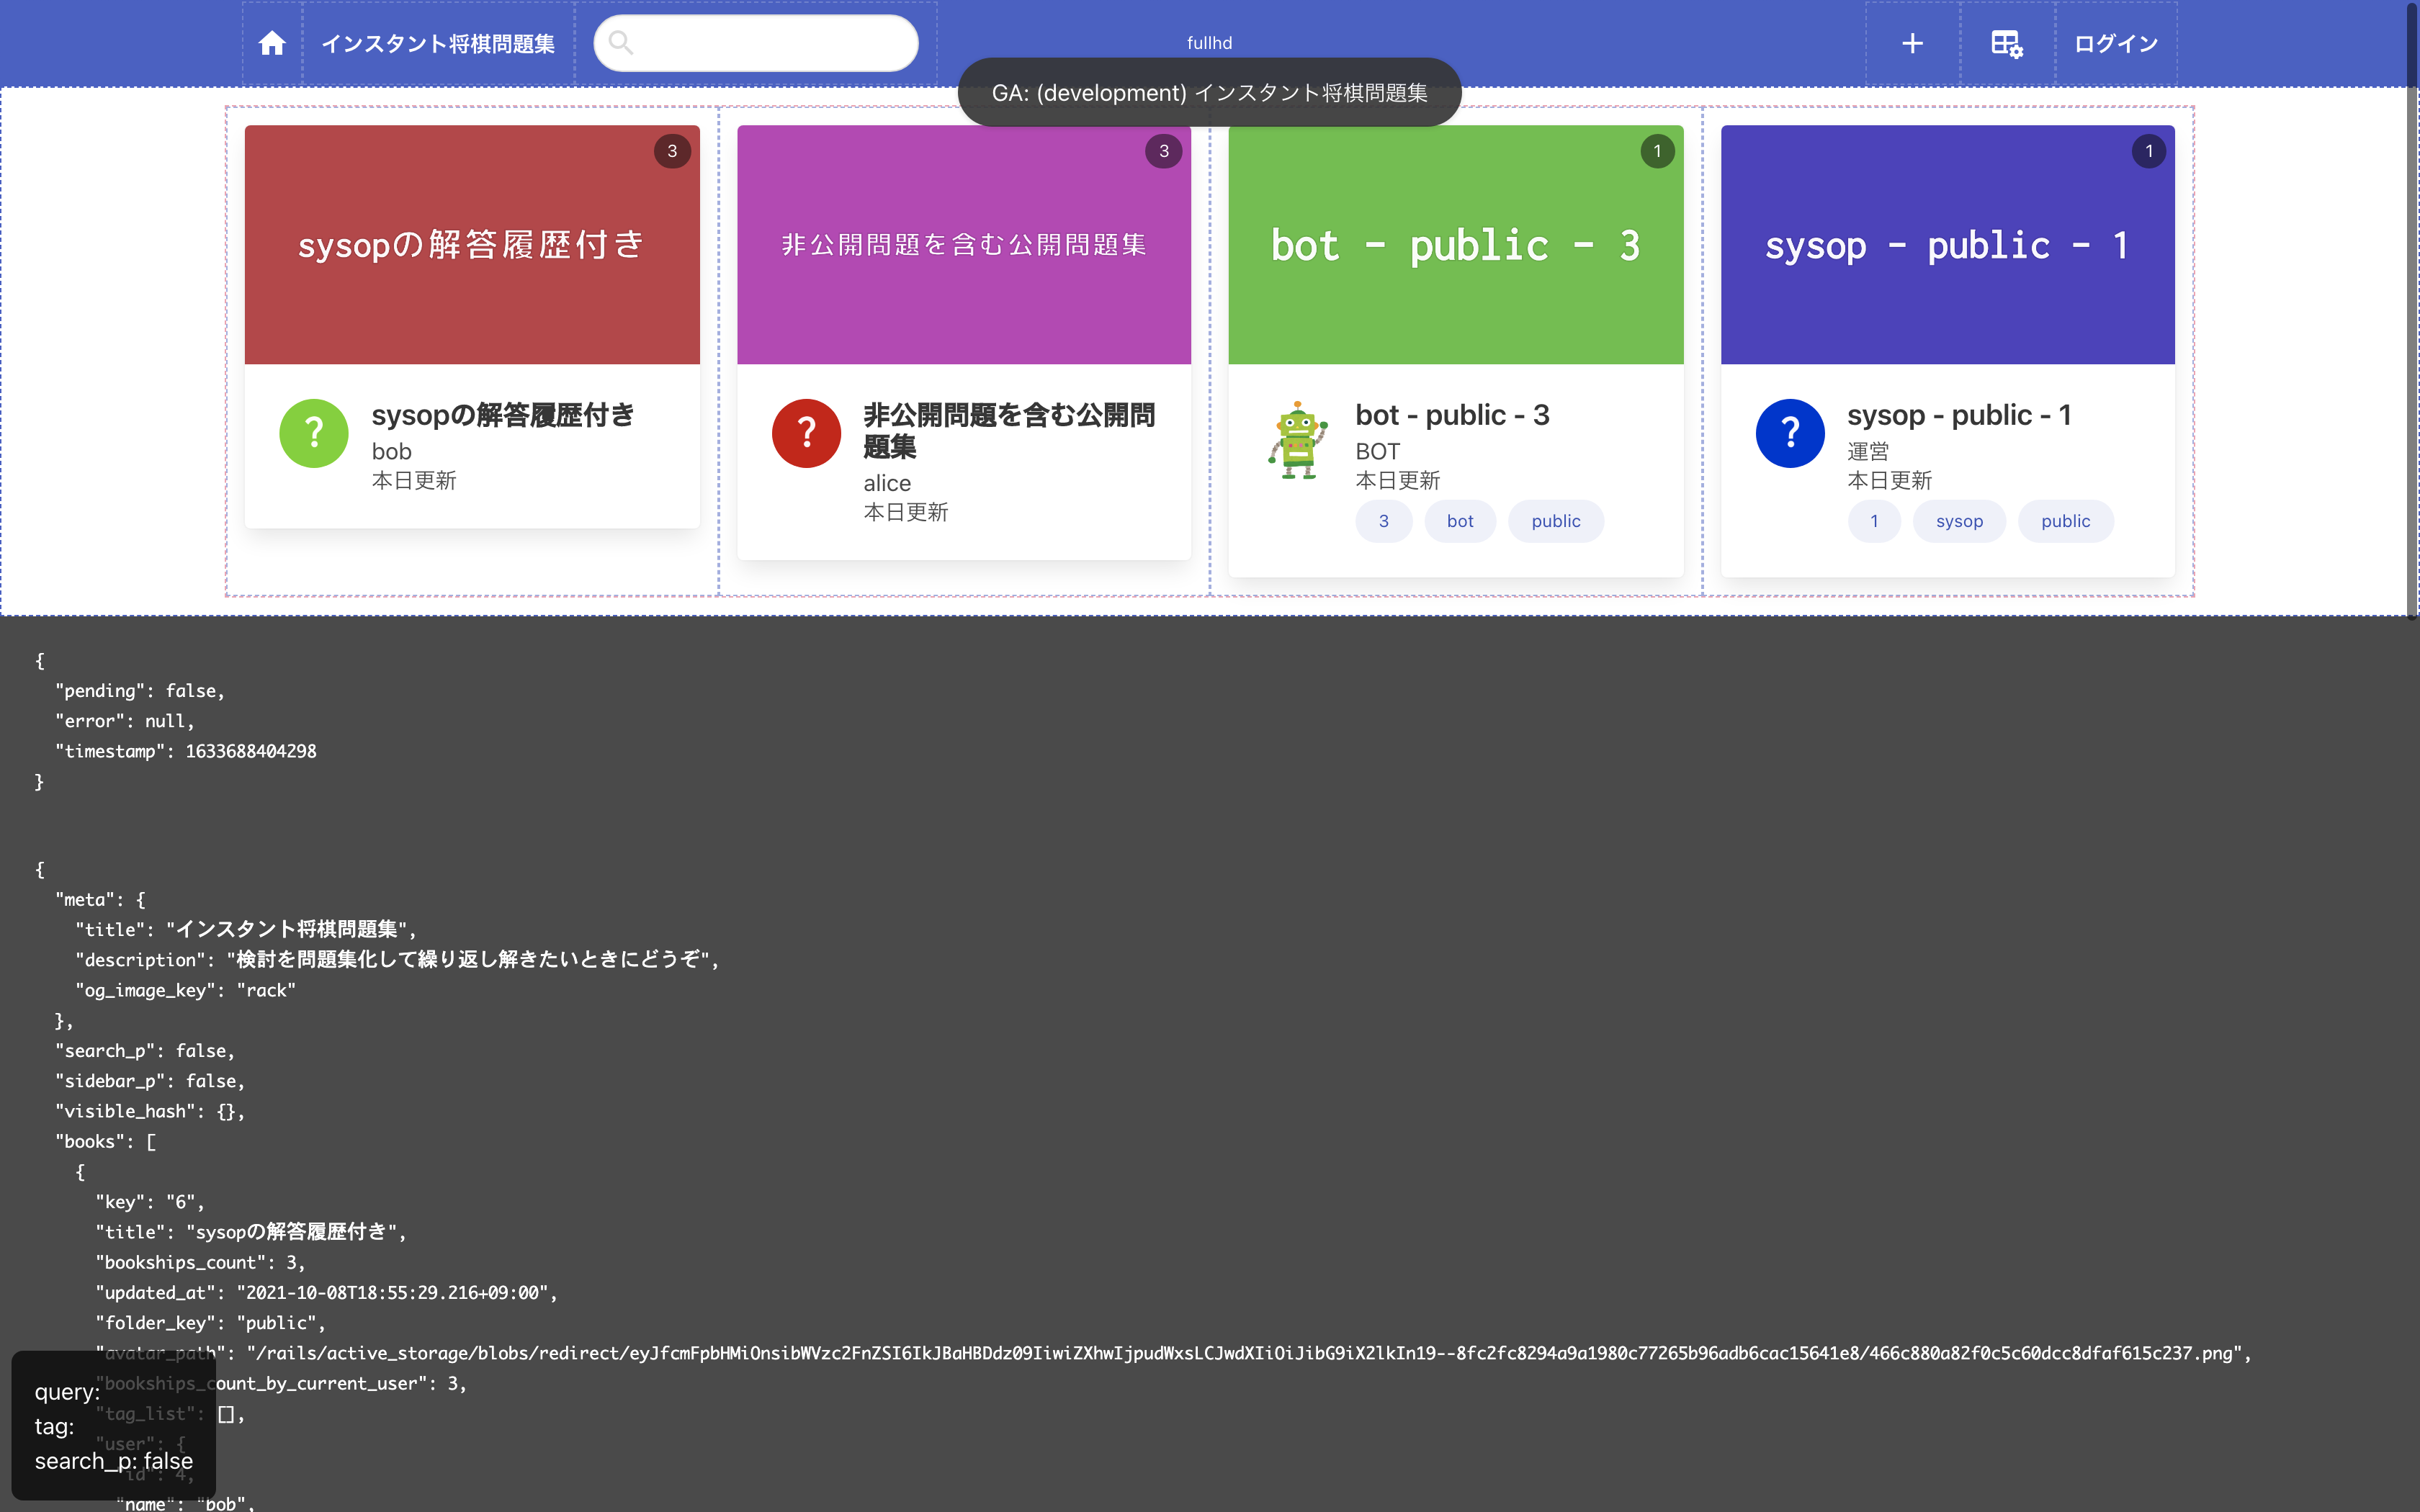 インスタント将棋問題集
fullhd
ログイン
GA: (development) インスタント将棋問題集
3
sysopの解答履歴付き
?
sysopの解答履歴付き
bob
本日更新
3
非公開問題を含む公開問題集
?
非公開問題を含む公開問
題集
alice
本日更新
1
bot - public - 3
bot - public - 3
BOT
本日更新
3 bot public
1
sysop - public - 1
?
sysop - public - 1
運営
本日更新
1 sysop public
{
"pending": false,
"error": null,
"timestamp": 1633688404298
}
{
"meta": {
"title": "インスタント将棋問題集",
"description": "検討を問題集化して繰り返し解きたいときにどうぞ",
"og_image_key": "rack"
},
"search_p": false,
"sidebar_p": false,
"visible_hash": {},
"books": [
{
"key": "6",
"title": "sysopの解答履歴付き",
"bookships_count": 3,
"updated_at": "2021-10-08T18:55:29.216+09:00",
"folder_key": "public",
"avatar_path": "/rails/active_storage/blobs/redirect/eyJfcmFpbHMiOnsibWVzc2FnZSI6IkJBaHBDdz09IiwiZXhwIjpudWxsLCJwdXIiOiJibG9iX2lkIn19--8fc2fc8294a9a1980c77265b96adb6cac15641e8/466c880a82f0c5c60dcc8dfaf615c237.png",
"bookships_count_by_current_user": 3,
"tag_list": [],
"user": {
"id": 4,
"name": "bob",
query:
tag:
search_p: false